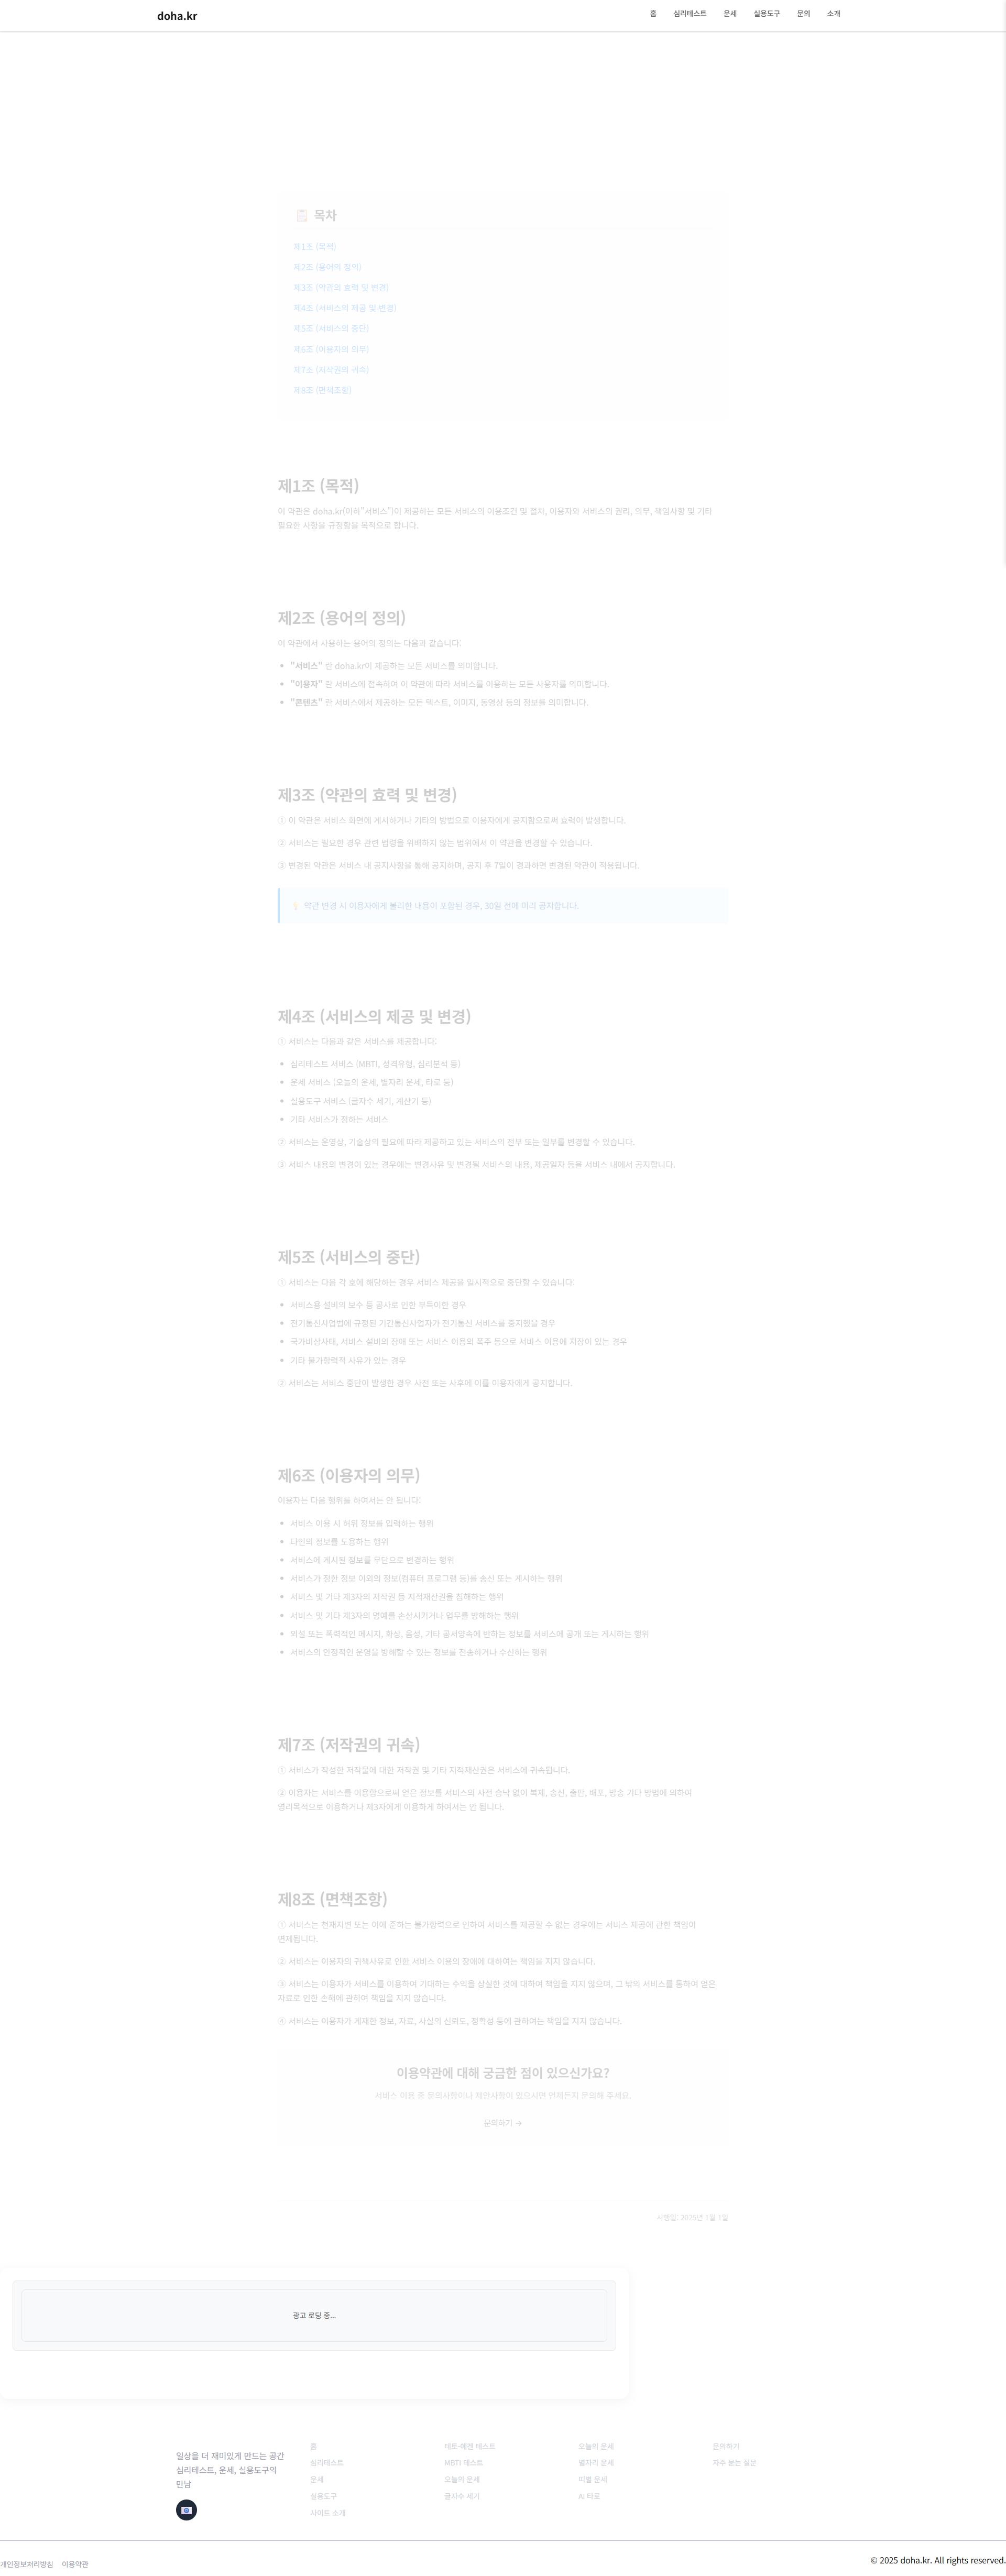 doha.kr
홈 심리테스트 운세 실용도구 문의 소개
📋 목차
제1조 (목적)
제2조 (용어의 정의)
제3조 (약관의 효력 및 변경)
제4조 (서비스의 제공 및 변경)
제5조 (서비스의 중단)
제6조 (이용자의 의무)
제7조 (저작권의 귀속)
제8조 (면책조항)
제1조 (목적)
이 약관은 doha.kr(이하"서비스")이 제공하는 모든 서비스의 이용조건 및 절차, 이용자와 서비스의 권리, 의무, 책임사항 및 기타
필요한 사항을 규정함을 목적으로 합니다.
제2조 (용어의 정의)
이 약관에서 사용하는 용어의 정의는 다음과 같습니다:
"서비스" 란 doha.kr이 제공하는 모든 서비스를 의미합니다.
"이용자" 란 서비스에 접속하여 이 약관에 따라 서비스를 이용하는 모든 사용자를 의미합니다.
"콘텐츠" 란 서비스에서 제공하는 모든 텍스트, 이미지, 동영상 등의 정보를 의미합니다.
제3조 (약관의 효력 및 변경)
① 이 약관은 서비스 화면에 게시하거나 기타의 방법으로 이용자에게 공지함으로써 효력이 발생합니다.
② 서비스는 필요한 경우 관련 법령을 위배하지 않는 범위에서 이 약관을 변경할 수 있습니다.
③ 변경된 약관은 서비스 내 공지사항을 통해 공지하며, 공지 후 7일이 경과하면 변경된 약관이 적용됩니다.
💡 약관 변경 시 이용자에게 불리한 내용이 포함된 경우, 30일 전에 미리 공지합니다.
제4조 (서비스의 제공 및 변경)
① 서비스는 다음과 같은 서비스를 제공합니다:
심리테스트 서비스 (MBTI, 성격유형, 심리분석 등)
운세 서비스 (오늘의 운세, 별자리 운세, 타로 등)
실용도구 서비스 (글자수 세기, 계산기 등)
기타 서비스가 정하는 서비스
② 서비스는 운영상, 기술상의 필요에 따라 제공하고 있는 서비스의 전부 또는 일부를 변경할 수 있습니다.
③ 서비스 내용의 변경이 있는 경우에는 변경사유 및 변경될 서비스의 내용, 제공일자 등을 서비스 내에서 공지합니다.
제5조 (서비스의 중단)
① 서비스는 다음 각 호에 해당하는 경우 서비스 제공을 일시적으로 중단할 수 있습니다:
서비스용 설비의 보수 등 공사로 인한 부득이한 경우
전기통신사업법에 규정된 기간통신사업자가 전기통신 서비스를 중지했을 경우
국가비상사태, 서비스 설비의 장애 또는 서비스 이용의 폭주 등으로 서비스 이용에 지장이 있는 경우
기타 불가항력적 사유가 있는 경우
② 서비스는 서비스 중단이 발생한 경우 사전 또는 사후에 이를 이용자에게 공지합니다.
제6조 (이용자의 의무)
이용자는 다음 행위를 하여서는 안 됩니다:
서비스 이용 시 허위 정보를 입력하는 행위
타인의 정보를 도용하는 행위
서비스에 게시된 정보를 무단으로 변경하는 행위
서비스가 정한 정보 이외의 정보(컴퓨터 프로그램 등)를 송신 또는 게시하는 행위
서비스 및 기타 제3자의 저작권 등 지적재산권을 침해하는 행위
서비스 및 기타 제3자의 명예를 손상시키거나 업무를 방해하는 행위
외설 또는 폭력적인 메시지, 화상, 음성, 기타 공서양속에 반하는 정보를 서비스에 공개 또는 게시하는 행위
서비스의 안정적인 운영을 방해할 수 있는 정보를 전송하거나 수신하는 행위
제7조 (저작권의 귀속)
① 서비스가 작성한 저작물에 대한 저작권 및 기타 지적재산권은 서비스에 귀속됩니다.
② 이용자는 서비스를 이용함으로써 얻은 정보를 서비스의 사전 승낙 없이 복제, 송신, 출판, 배포, 방송 기타 방법에 의하여
영리목적으로 이용하거나 제3자에게 이용하게 하여서는 안 됩니다.
제8조 (면책조항)
① 서비스는 천재지변 또는 이에 준하는 불가항력으로 인하여 서비스를 제공할 수 없는 경우에는 서비스 제공에 관한 책임이
면제됩니다.
② 서비스는 이용자의 귀책사유로 인한 서비스 이용의 장애에 대하여는 책임을 지지 않습니다.
③ 서비스는 이용자가 서비스를 이용하여 기대하는 수익을 상실한 것에 대하여 책임을 지지 않으며, 그 밖의 서비스를 통하여 얻은
자료로 인한 손해에 관하여 책임을 지지 않습니다.
④ 서비스는 이용자가 게재한 정보, 자료, 사실의 신뢰도, 정확성 등에 관하여는 책임을 지지 않습니다.
이용약관에 대해 궁금한 점이 있으신가요?
서비스 이용 중 문의사항이나 제안사항이 있으시면 언제든지 문의해 주세요.
문의하기 →
시행일: 2025년 1월 1일
광고 로딩 중...
일상을 더 재미있게 만드는 공간
심리테스트, 운세, 실용도구의
만남
홈
심리테스트
운세
실용도구
사이트 소개
테토-에겐 테스트
MBTI 테스트
오늘의 운세
글자수 세기
오늘의 운세
별자리 운세
띠별 운세
AI 타로
문의하기
자주 묻는 질문
개인정보처리방침 이용약관
© 2025 doha.kr. All rights reserved.